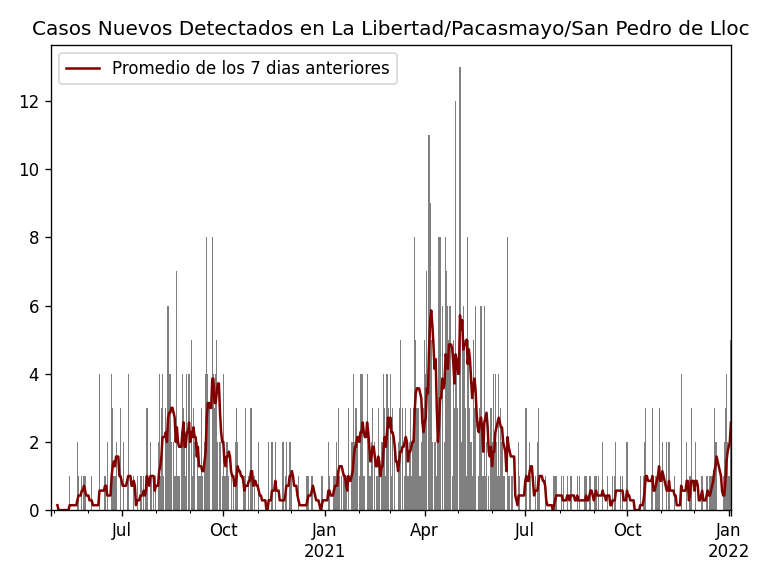 Casos Nuevos Detectados en La Libertad/Pacasmayo/San Pedro de Lloc
Promedio de los 7 dias anteriores
12
10
8
6
4
2
0
Jul Oct Jan Apr Jul Oct Jan
2021 2022